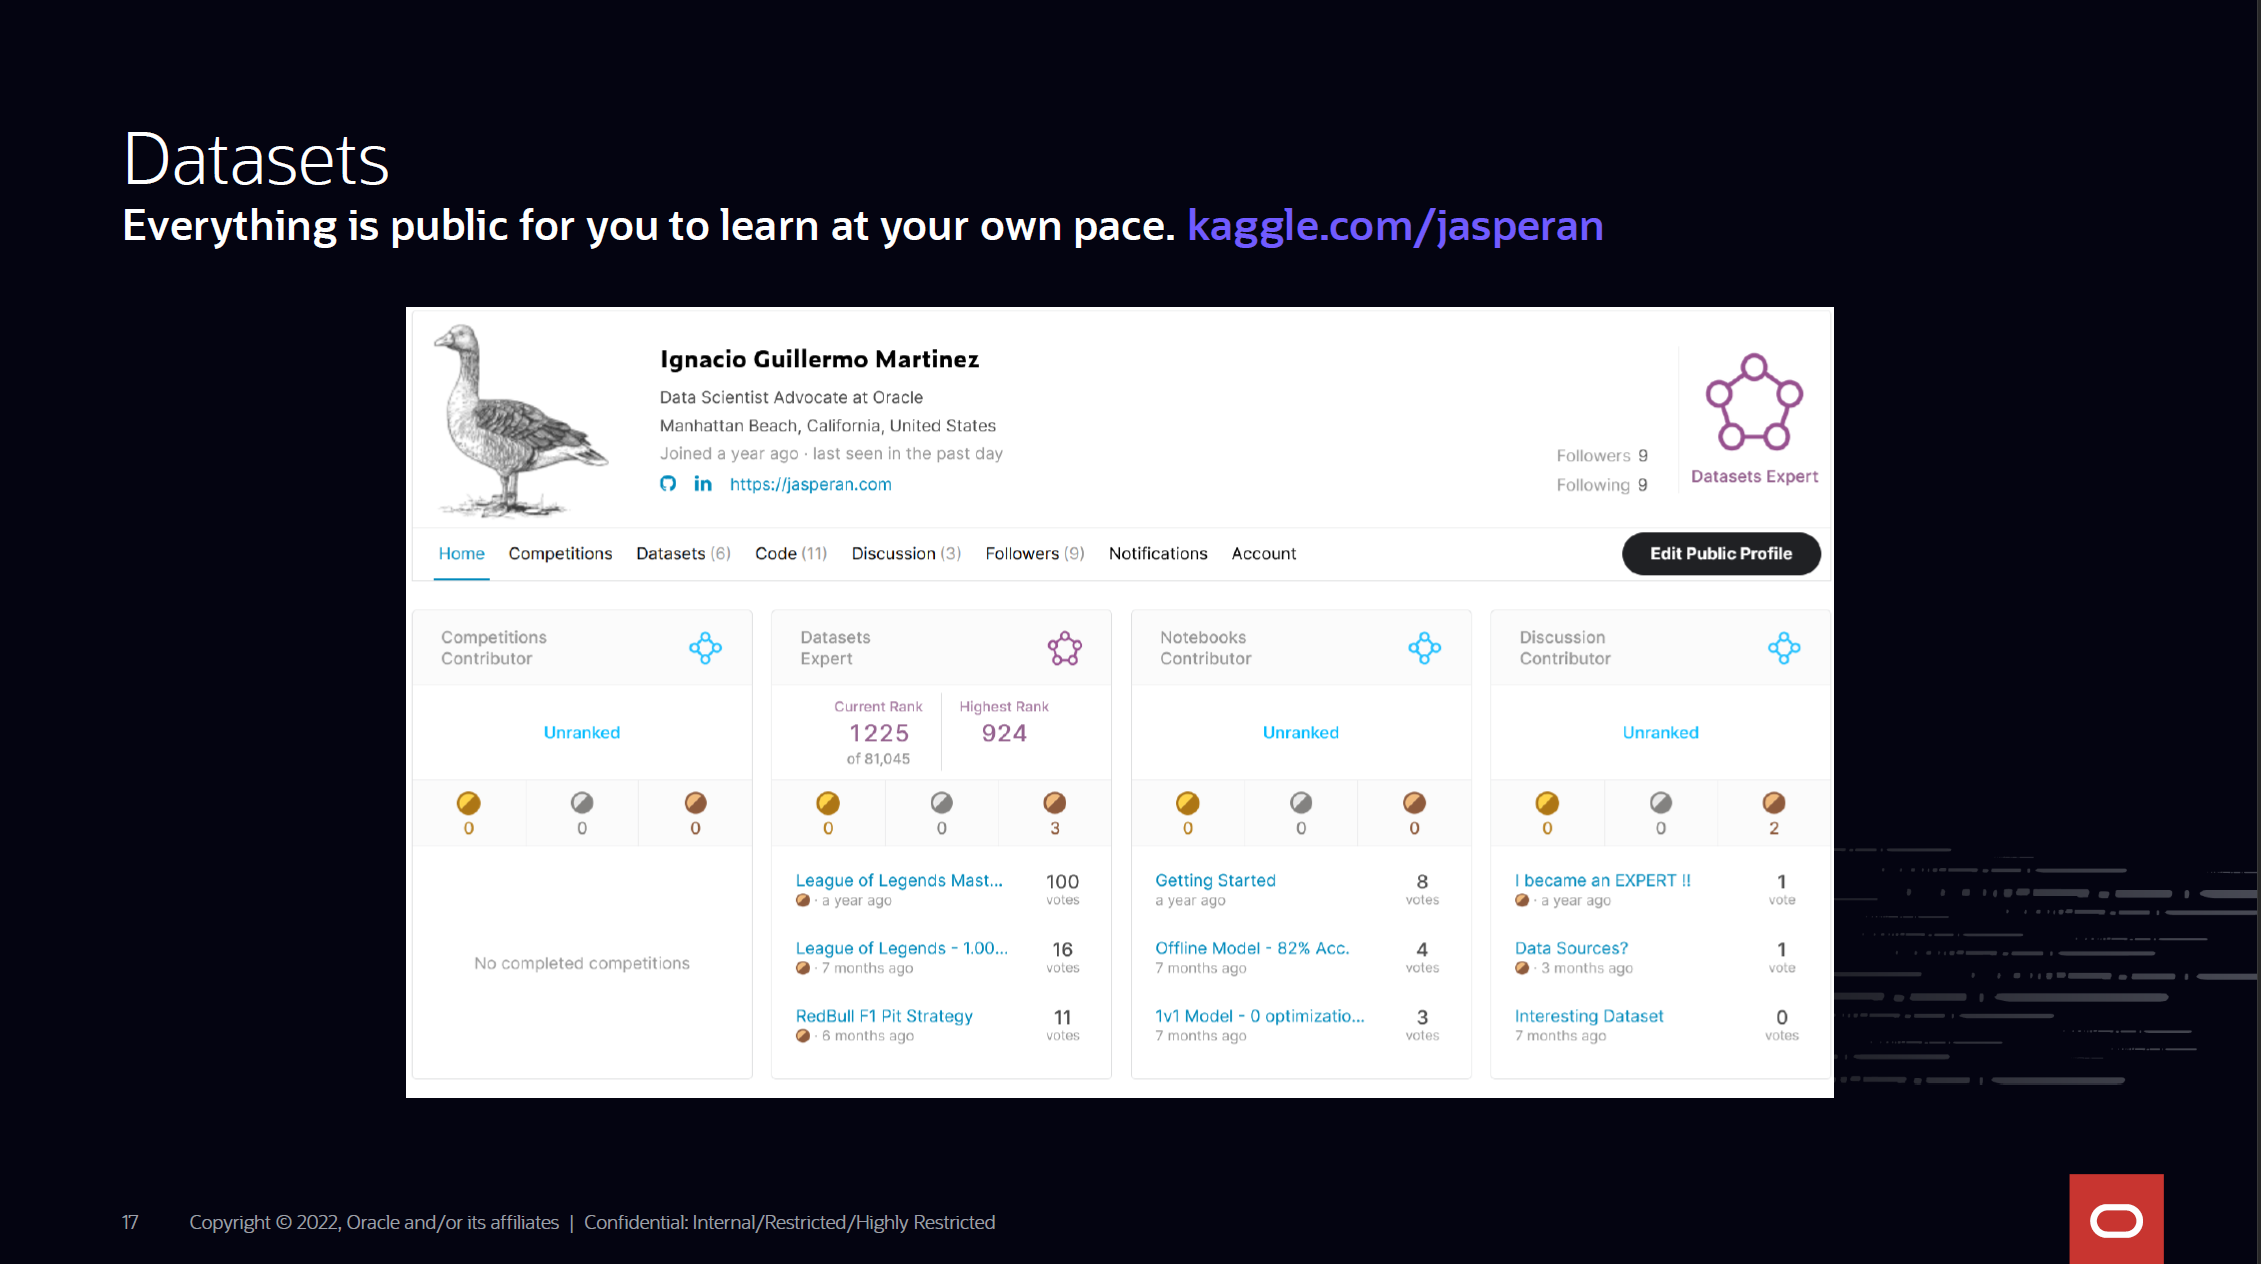 Datasets
Everything is public for you to learn at your own pace. kaggle.com/jasperan
Ignacio Guillermo Martinez
Data Scientist Advocate at Oracle
Manhattan Beach, California, United States
Joined a year ago · last seen in the past day
in https://jasperan.com
Followers 9
Following 9
Datasets Expert
Home Competitions Datasets (6) Code (11) Discussion (3) Followers (9) Notifications Account Edit Public Profile
Competitions
Contributor
Unranked
0 0 0
No completed competitions
Datasets
Expert
Current Rank
1225
of 81,045
Highest Rank
924
0 0 3
League of Legends Mast... 100
· a year ago votes
League of Legends - 1.00... 16
· 7 months ago votes
RedBull F1 Pit Strategy 11
· 6 months ago votes
Notebooks
Contributor
Unranked
0 0 0
Getting Started 8
a year ago votes
Offline Model - 82% Acc. 4
7 months ago votes
1v1 Model - 0 optimizatio... 3
7 months ago votes
Discussion
Contributor
Unranked
0 0 2
I became an EXPERT !! 1
· a year ago vote
Data Sources? 1
· 3 months ago vote
Interesting Dataset 0
7 months ago votes
17 Copyright © 2022, Oracle and/or its affiliates | Confidential: Internal/Restricted/Highly Restricted